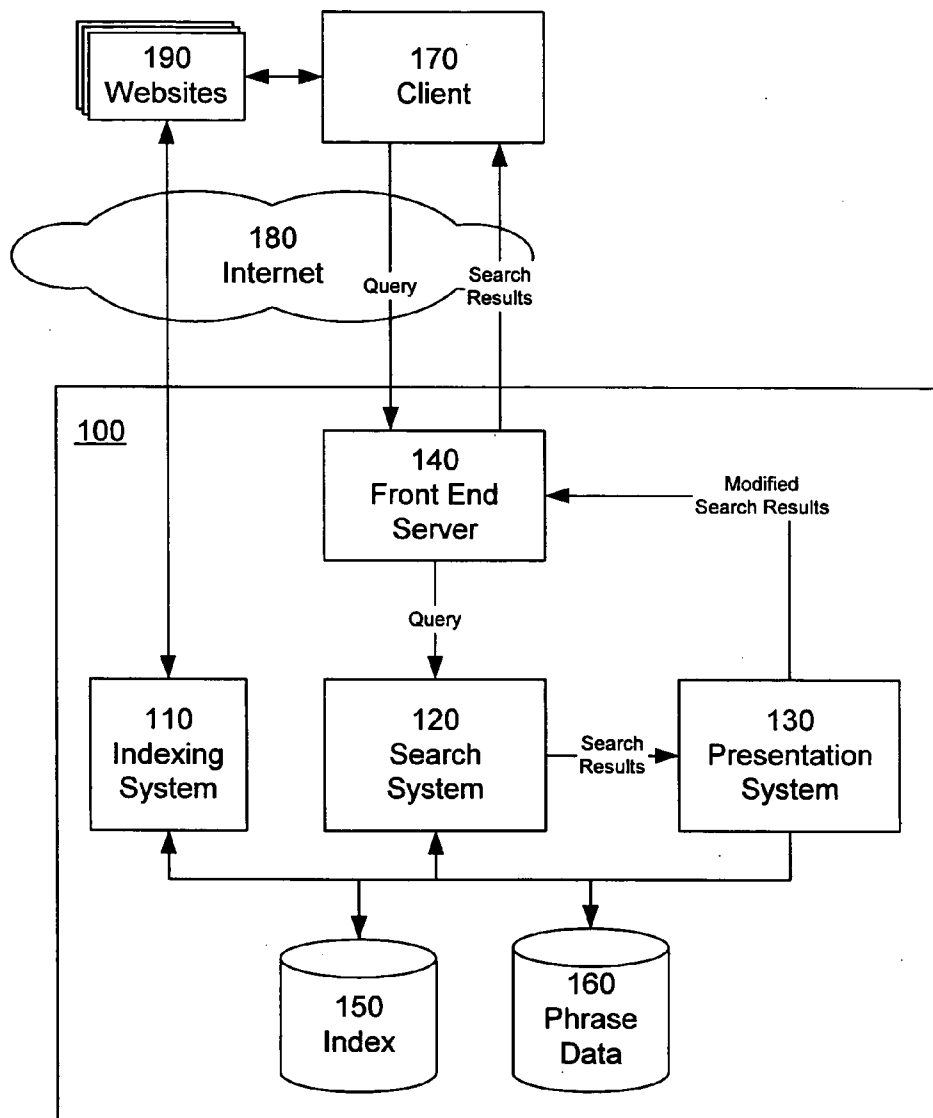 190
Websites
170
Client
180
Internet
Query
Search
Results
100
140
Front End
Server
Modified
Search Results
Query
110
Indexing
System
120
Search
System
Search
Results
130
Presentation
System
150
Index
160
Phrase
Data